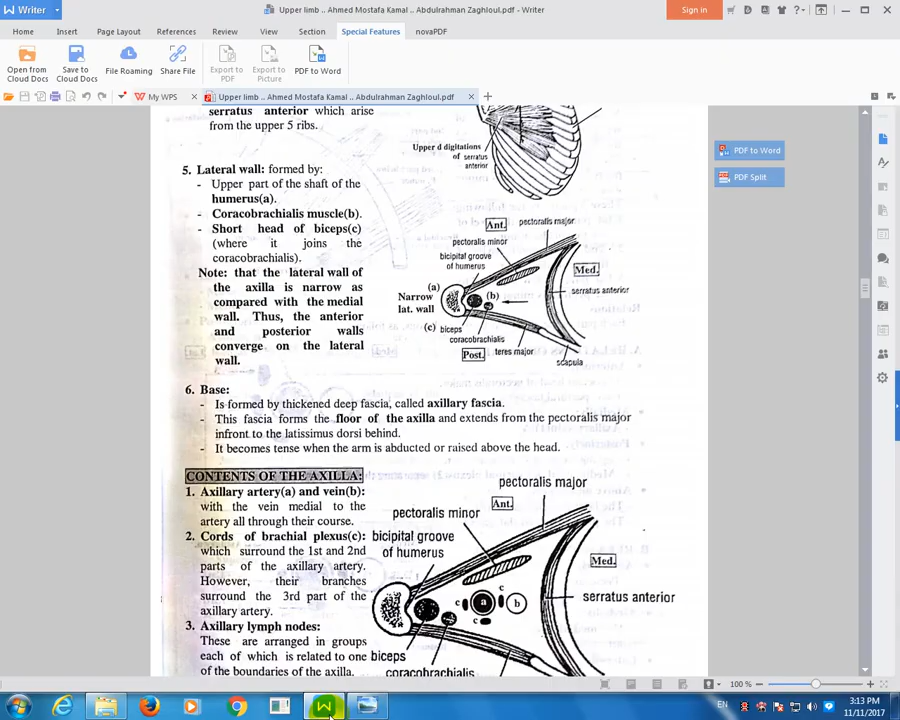 Writer
Upper limb .. Ahmed Mostafa Kamal .. Abdulrahman Zaghloul.pdf - Writer
Sign in
Home
Insert
Page Layout
References
Review
View
Section
Special Features
novaPDF
Open from Cloud Docs
Save to Cloud Docs
File Roaming
Share File
Export to PDF
Export to Picture
PDF to Word
My WPS
Upper limb .. Ahmed Mostafa Kamal .. Abdulrahman Zaghloul.pdf
PDF to Word
PDF Split
serratus anterior which arise
from the upper 5 ribs.
Upper d digitations
of serratus
anterior
5. Lateral wall: formed by:
- Upper part of the shaft of the
humerus(a).
- Coracobrachialis muscle(b).
- Short head of biceps(c)
(where it joins the
coracobrachialis).
Note: that the lateral wall of
the axilla is narrow as
compared with the medial
wall. Thus, the anterior
and posterior walls
converge on the lateral
wall.
Ant.
pectoralis major
pectoralis minor
bicipital groove
of humerus
Med.
(a)
Narrow
lat. wall
(b)
serratus anterior
(c)
biceps
coracobrachialis
Post.
teres major
scapula
6. Base:
- Is formed by thickened deep fascia, called axillary fascia.
- This fascia forms the floor of the axilla and extends from the pectoralis major
infront to the latissimus dorsi behind.
- It becomes tense when the arm is abducted or raised above the head.
CONTENTS OF THE AXILLA:
1. Axillary artery(a) and vein(b):
with the vein medial to the
artery all through their course.
2. Cords of brachial plexus(c):
which surround the 1st and 2nd
parts of the axillary artery.
However, their branches
surround the 3rd part of the
axillary artery.
3. Axillary lymph nodes:
These are arranged in groups
each of which is related to one
of the boundaries of the axilla.
pectoralis major
Ant.
pectoralis minor
bicipital groove
of humerus
Med.
c
a
c
b
c
serratus anterior
biceps
coracobrachialis
100 %
EN
3:13 PM
11/11/2017